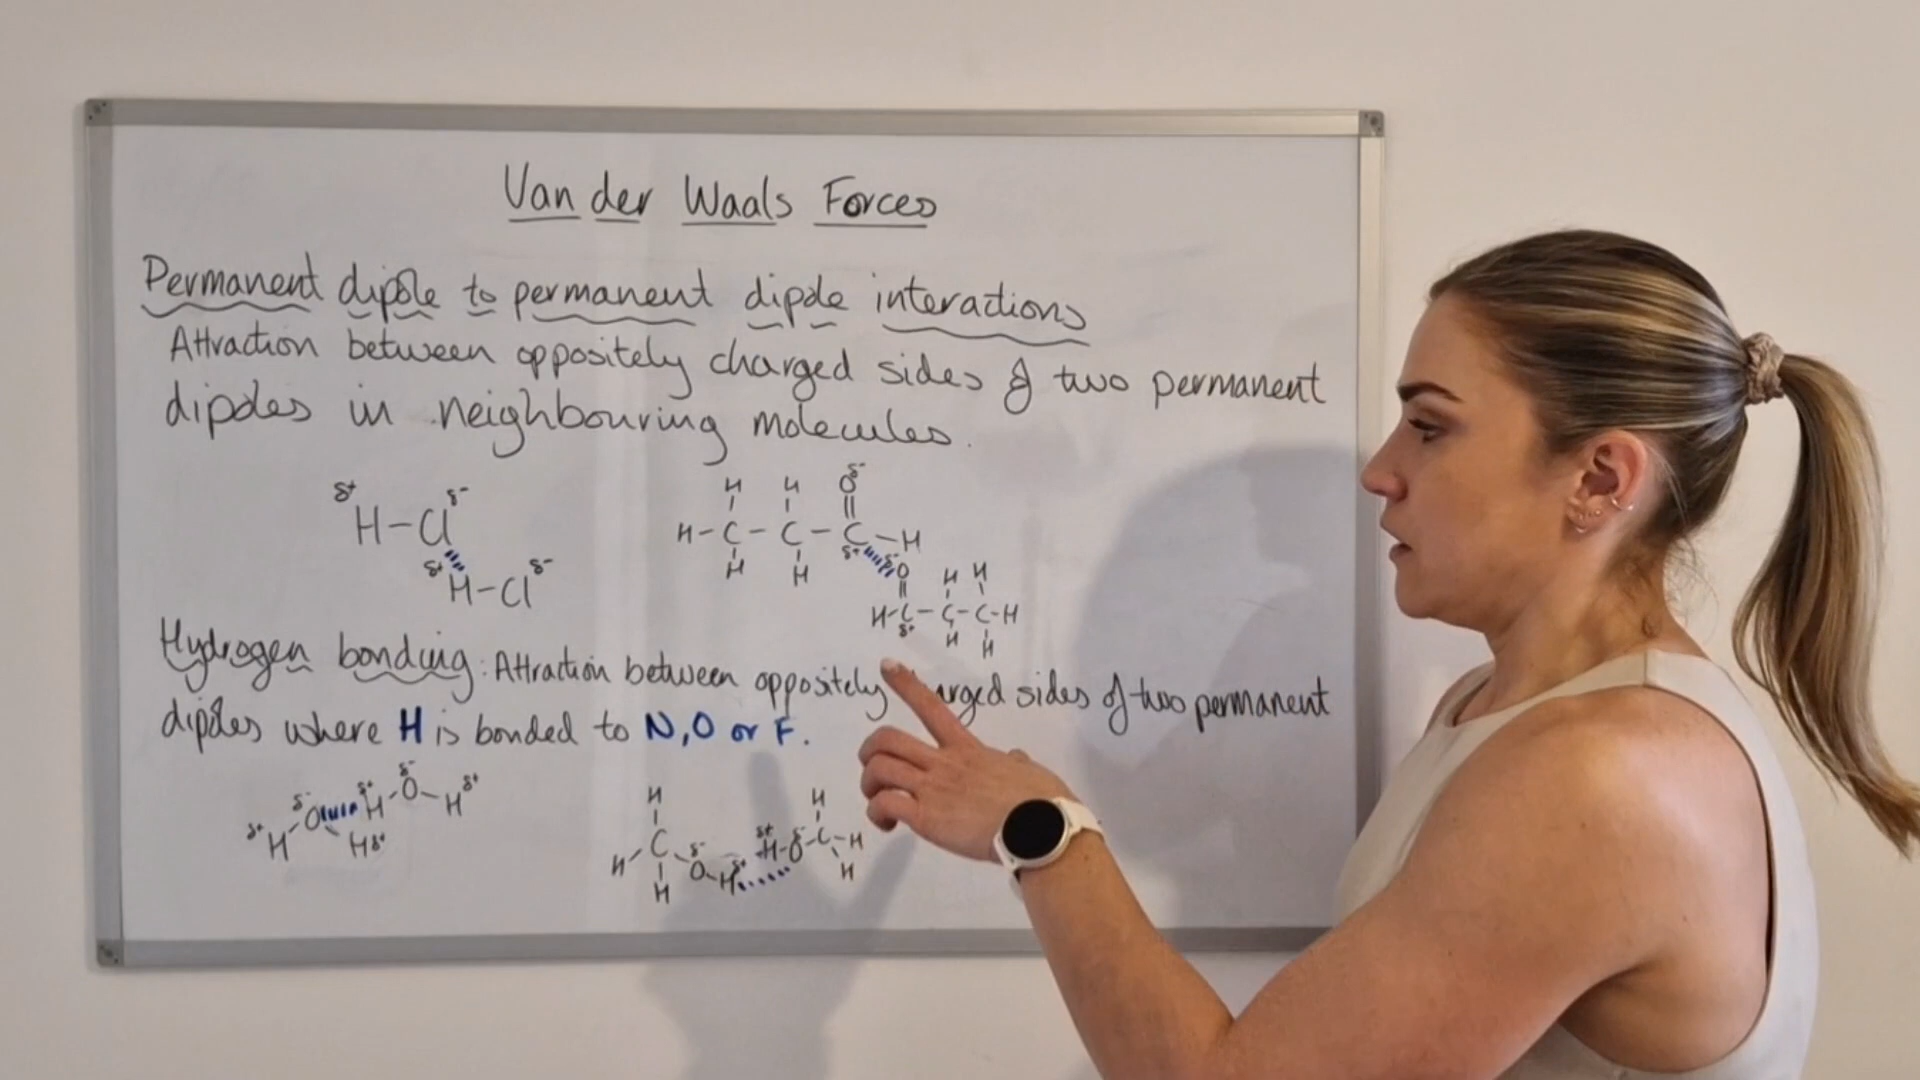 Van der Waals Forces
Permanent dipole to permanent dipole interactions
Attraction between oppositely charged sides of two permanent
dipoles in neighbouring molecules.
δ⁺ H-Cl δ⁻
δ⁺ H-Cl δ⁻
H H O δ⁻
H-C-C-C-H
H H δ⁺ δ⁻ O H H
H-C-C-C-H
δ⁺ H H
Hydrogen bonding: Attraction between oppositely sides of two permanent
dipoles where H is bonded to N, O or F.
δ⁺ H δ⁻ O H δ⁺ δ⁺ H-O-H δ⁺ δ⁻
H H
H C O-H H-O-C-H
H δ⁻ δ⁺ δ⁺ δ⁻ H